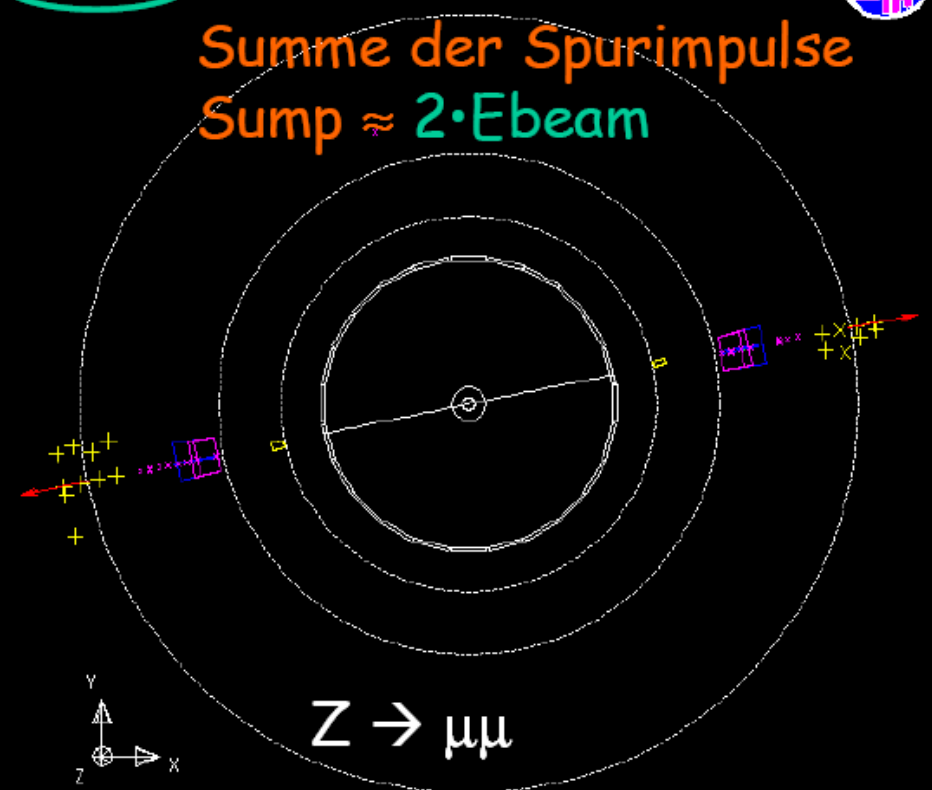 Summe der Spurimpulse
Sump ≈ 2·Ebeam
Y
Z
X
Z → μμ